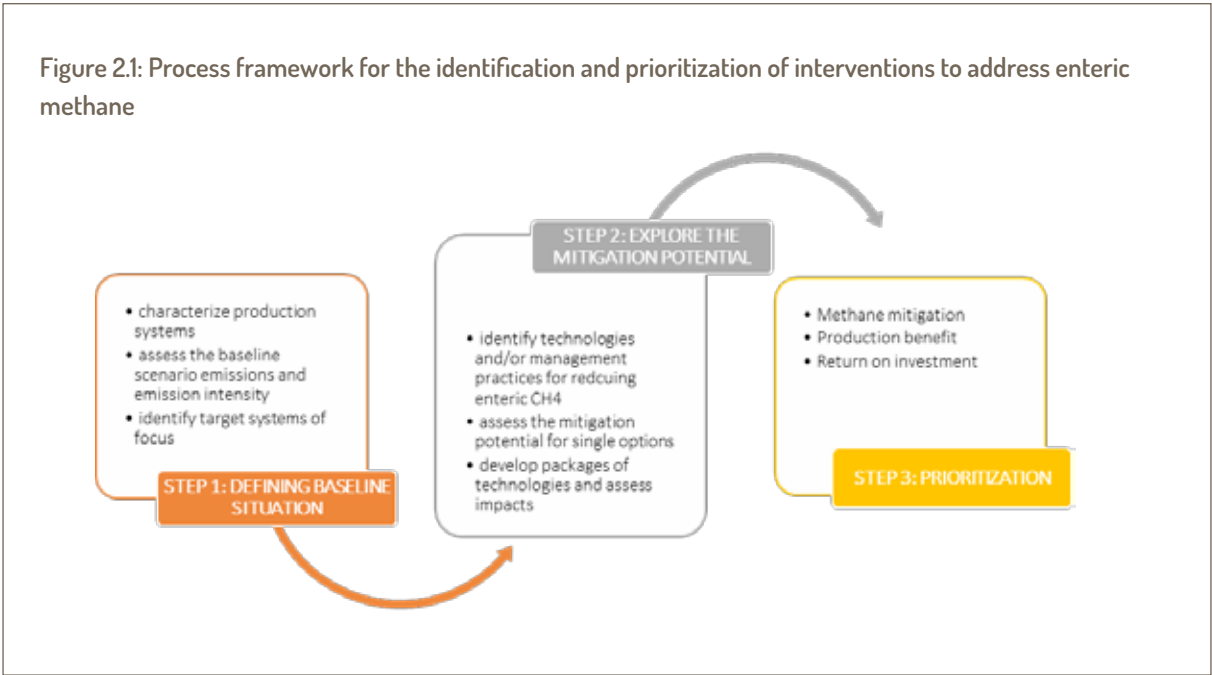 Figure 2.1: Process framework for the identification and prioritization of interventions to address enteric
methane
• characterize production
systems
• assess the baseline
scenario emissions and
emission intensity
• identify target systems of
focus
STEP 1: DEFINING BASELINE
SITUATION
STEP 2: EXPLORE THE
MITIGATION POTENTIAL
• identify technologies
and/or management
practices for redcuing
enteric CH4
• assess the mitigation
potential for single options
• develop packages of
technologies and assess
impacts
• Methane mitigation
• Production benefit
• Return on investment
STEP 3: PRIORITIZATION